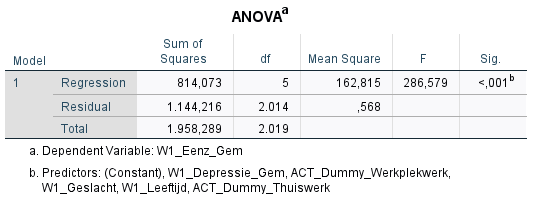 ANOVAa
Model Sum of Squares df Mean Square F Sig.
1 Regression 814,073 5 162,815 286,579 <,001b
Residual 1.144,216 2.014 ,568
Total 1.958,289 2.019
a. Dependent Variable: W1_Eenz_Gem
b. Predictors: (Constant), W1_Depressie_Gem, ACT_Dummy_Werkplekwerk,
W1_Geslacht, W1_Leeftijd, ACT_Dummy_Thuiswerk